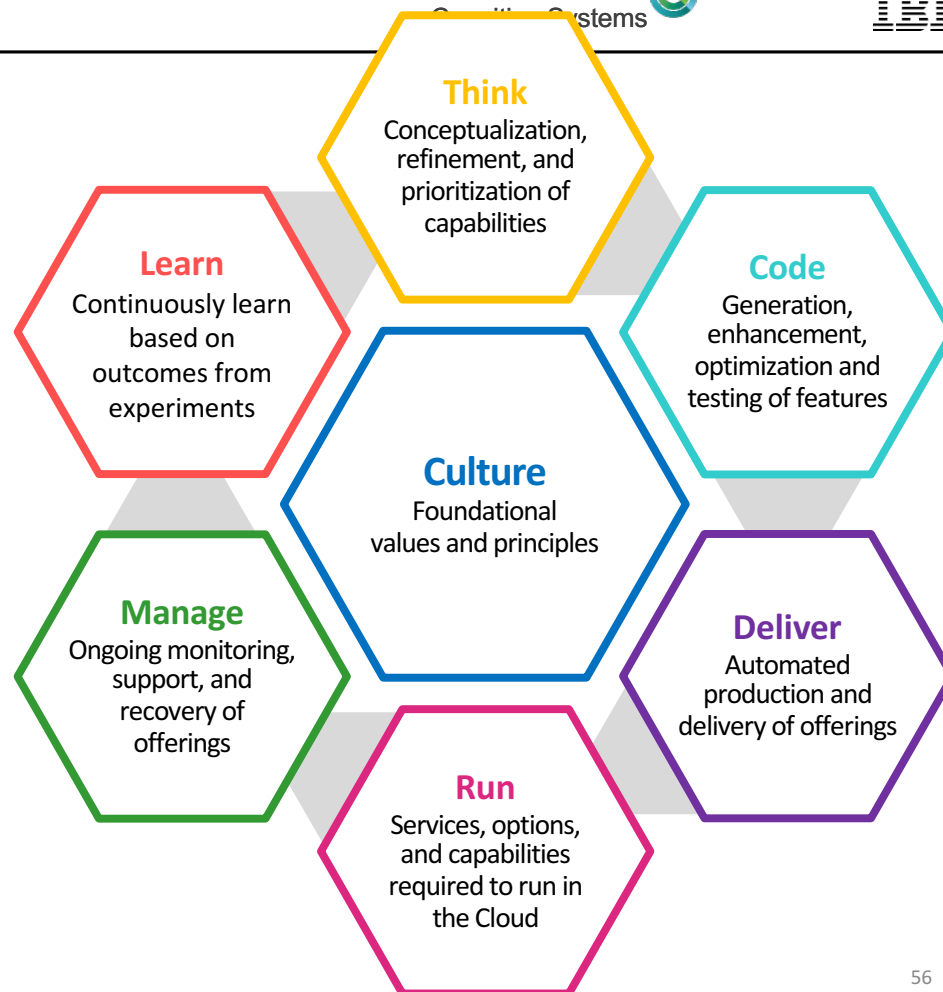 Systems
IBM
Think
Conceptualization,
refinement, and
prioritization of
capabilities
Learn
Continuously learn
based on
outcomes from
experiments
Code
Generation,
enhancement,
optimization and
testing of features
Culture
Foundational
values and principles
Manage
Ongoing monitoring,
support, and
recovery of
offerings
Deliver
Automated
production and
delivery of offerings
Run
Services, options,
and capabilities
required to run in
the Cloud
56